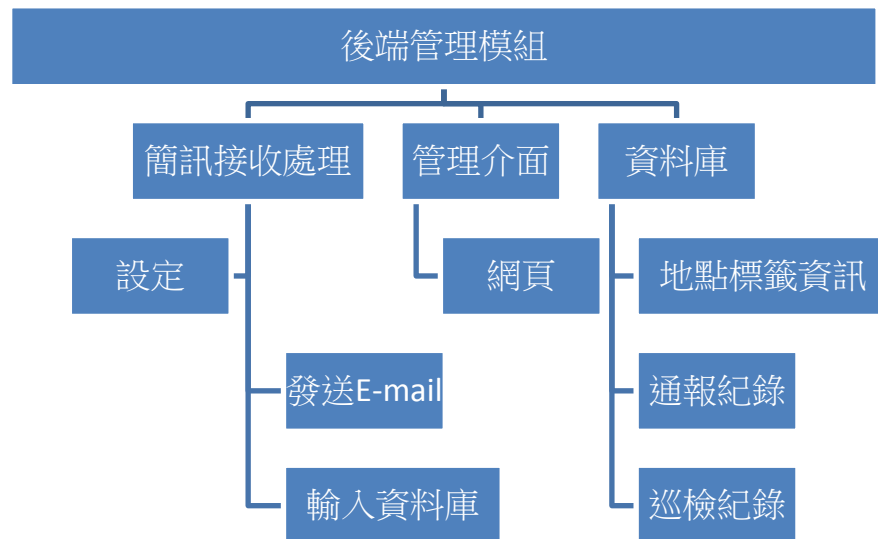 後端管理模組
簡訊接收處理
管理介面
資料庫
設定
網頁
地點標籤資訊
發送E-mail
通報紀錄
輸入資料庫
巡檢紀錄